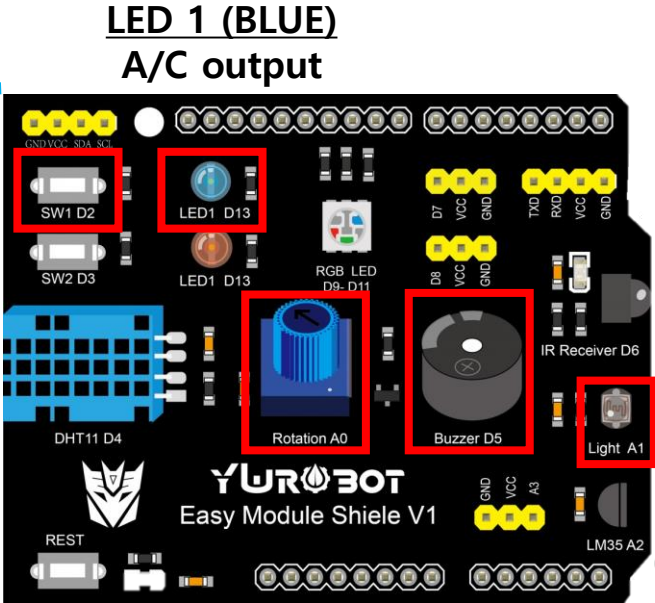 LED 1 (BLUE)
A/C output
GND VCC SDA SCL
SW1 D2
LED1 D13
SW2 D3
LED1 D13
RGB LED
D9- D11
D7 VCC GND
TXD RXD VCC GND
D8 VCC GND
IR Receiver D6
DHT11 D4
Rotation A0
Buzzer D5
Light A1
YUROBOT
Easy Module Shiele V1
GND VCC A3
REST
LM35 A2